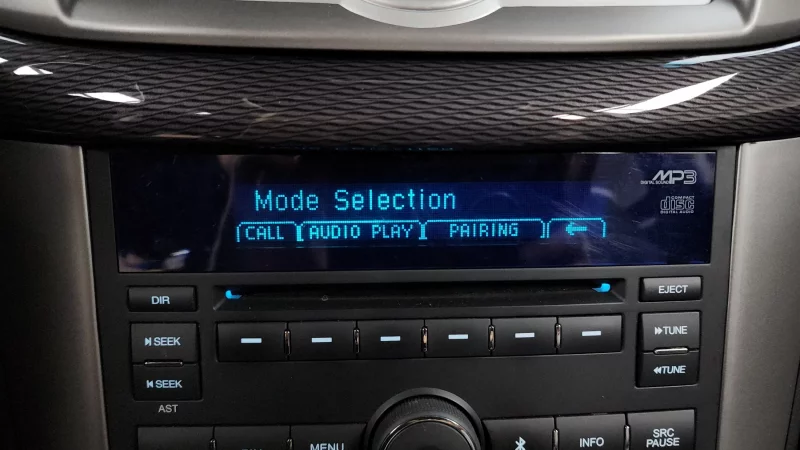 Mode Selection
CALL AUDIO PLAY PAIRING
MP3
DIGITAL SOUND
COMPACT
disc
DIGITAL AUDIO
DIR
EJECT
SEEK
TUNE
SEEK
TUNE
AST
MENU
INFO
SRC
PAUSE